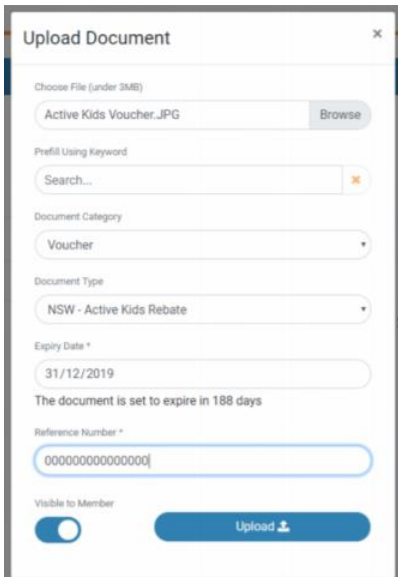 Upload Document ×
Choose File (under 3MB)
Active Kids Voucher.JPG Browse
Prefill Using Keyword
Search... ×
Document Category
Voucher
Document Type
NSW - Active Kids Rebate
Expiry Date *
31/12/2019
The document is set to expire in 188 days
Reference Number *
000000000000000
Visible to Member
Upload